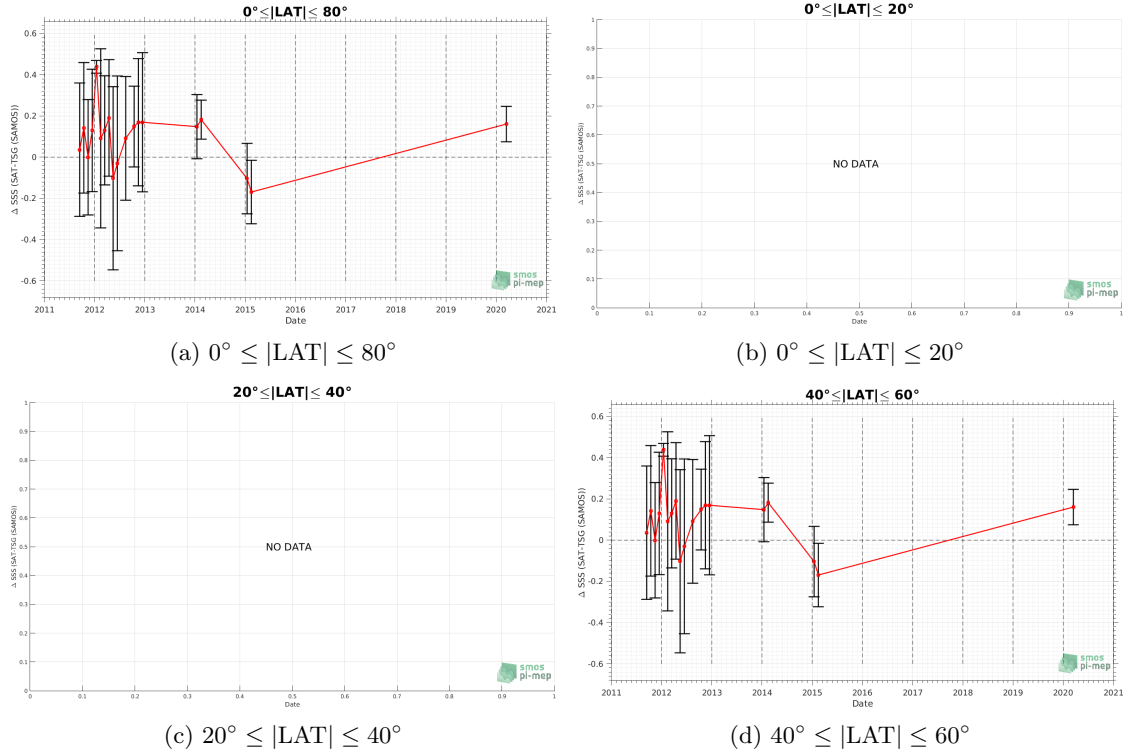 0°≤|LAT|≤ 80°
Δ SSS (SAT-TSG (SAMOS))
0.6
0.4
0.2
0
-0.2
-0.4
-0.6
2011 2012 2013 2014 2015 2016 2017 2018 2019 2020 2021
Date
smos
pi-mep
(a) 0° ≤ |LAT| ≤ 80°
0°≤|LAT|≤ 20°
Δ SSS (SAT-TSG (SAMOS))
1
0.9
0.8
0.7
0.6
0.5
0.4
0.3
0.2
0.1
0
NO DATA
0 0.1 0.2 0.3 0.4 0.5 0.6 0.7 0.8 0.9 1
Date
smos
pi-mep
(b) 0° ≤ |LAT| ≤ 20°
20°≤|LAT|≤ 40°
Δ SSS (SAT-TSG (SAMOS))
1
0.9
0.8
0.7
0.6
0.5
0.4
0.3
0.2
0.1
0
NO DATA
0 0.1 0.2 0.3 0.4 0.5 0.6 0.7 0.8 0.9 1
Date
smos
pi-mep
(c) 20° ≤ |LAT| ≤ 40°
40°≤|LAT|≤ 60°
Δ SSS (SAT-TSG (SAMOS))
0.6
0.4
0.2
0
-0.2
-0.4
-0.6
2011 2012 2013 2014 2015 2016 2017 2018 2019 2020 2021
Date
smos
pi-mep
(d) 40° ≤ |LAT| ≤ 60°